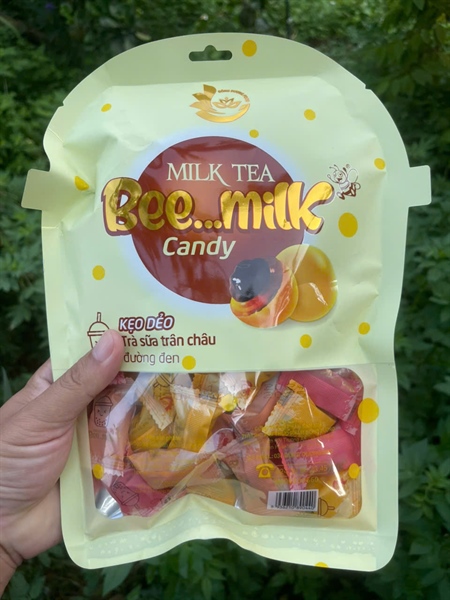 MILK TEA
Bee...milk
Candy
KẸO DẺO
Trà sữa trân châu
đường đen